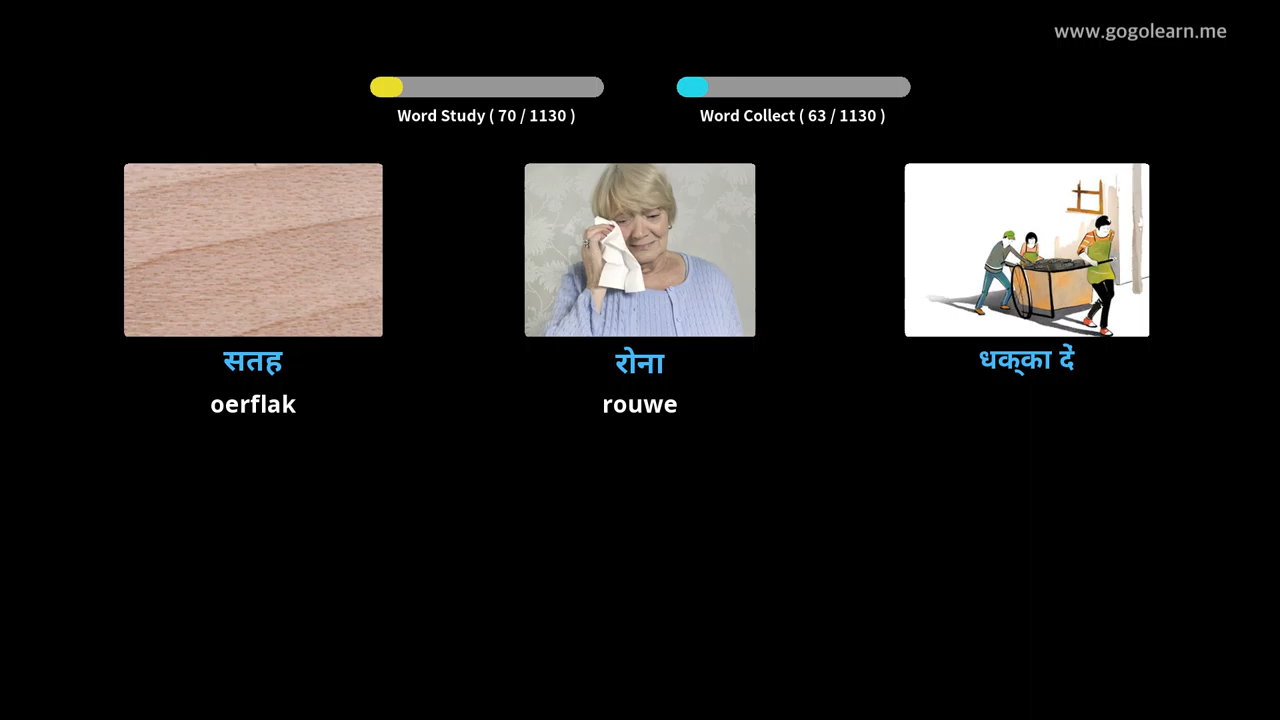 www.gogolearn.me
Word Study ( 70 / 1130 )
Word Collect ( 63 / 1130 )
सतह
oerflak
रोना
rouwe
धक्का दें